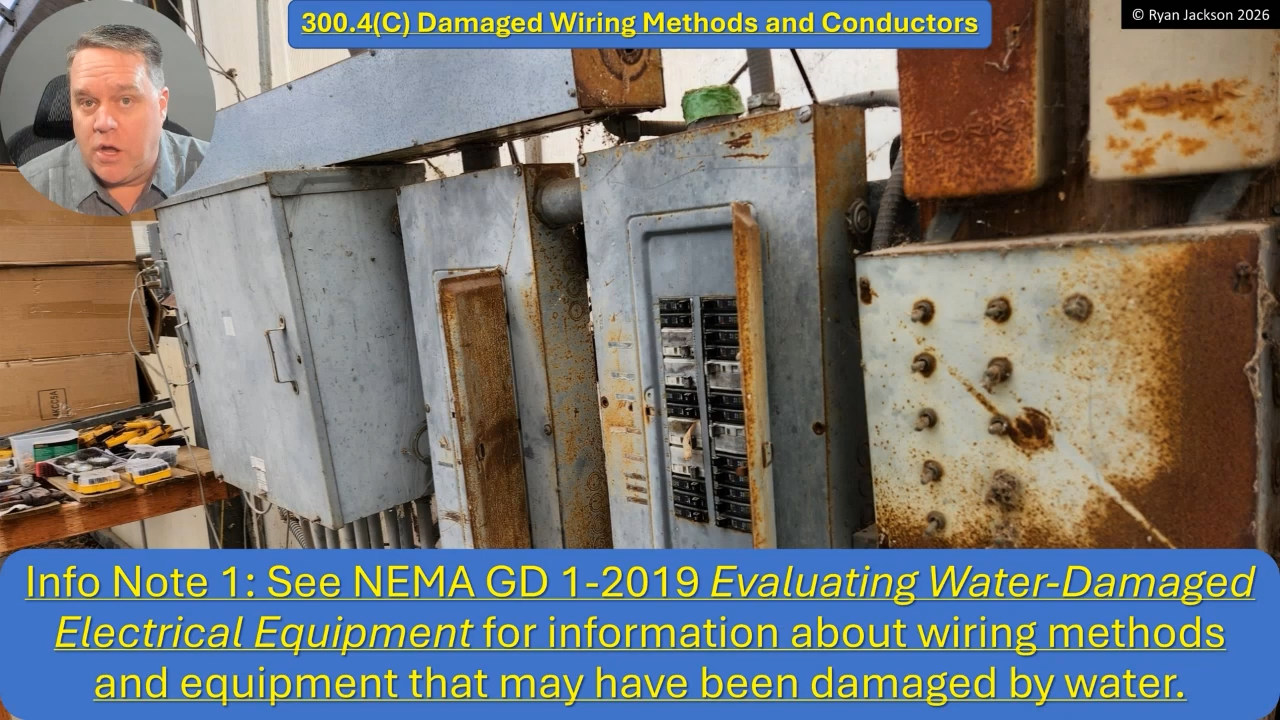 300.4(C) Damaged Wiring Methods and Conductors
© Ryan Jackson 2026
TORK
TORK
Info Note 1: See NEMA GD 1-2019 Evaluating Water-Damaged
Electrical Equipment for information about wiring methods
and equipment that may have been damaged by water.